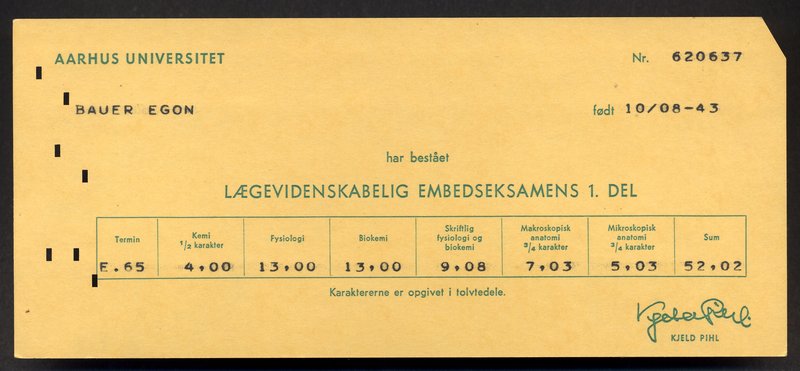 AARHUS UNIVERSITET
Nr. 620637
BAUER EGON
født 10/08-43
har bestået
LÆGEVIDENSKABELIG EMBEDSEKSAMENS 1. DEL
Termin
Kemi
1/2 karakter
Fysiologi
Biokemi
Skriftlig
fysiologi og
biokemi
Makroskopisk
anatomi
3/4 karakter
Mikroskopisk
anatomi
3/4 karakter
Sum
E.65 4,00 13,00 13,00 9,08 7,03 5,03 52,02
Karaktererne er opgivet i tolvtedele.
Kjeld Pihl.
KJELD PIHL